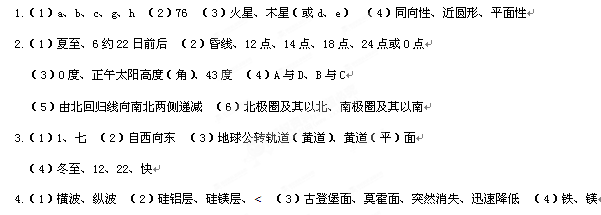 1.（1）a、b、c、g、h （2）76 （3）火星、木星（或d、e） （4）同向性、近圆形、平面性↵
2.（1）夏至、6约22日前后 （2）昏线、12点、14点、18点、24点或0点↵
（3）0度、正午太阳高度（角）、43度 （4）A与D、B与C↵
（5）由北回归线向南北两侧递减 （6）北极圈及其以北、南极圈及其以南↵
3.（1）1、七 （2）自西向东 （3）地球公转轨道（黄道）、黄道（平）面↵
（4）冬至、12、22、快↵
4.（1）横波、纵波 （2）硅铝层、硅镁层、< （3）古登堡面、莫霍面、突然消失、迅速降低 （4）铁、镁↵